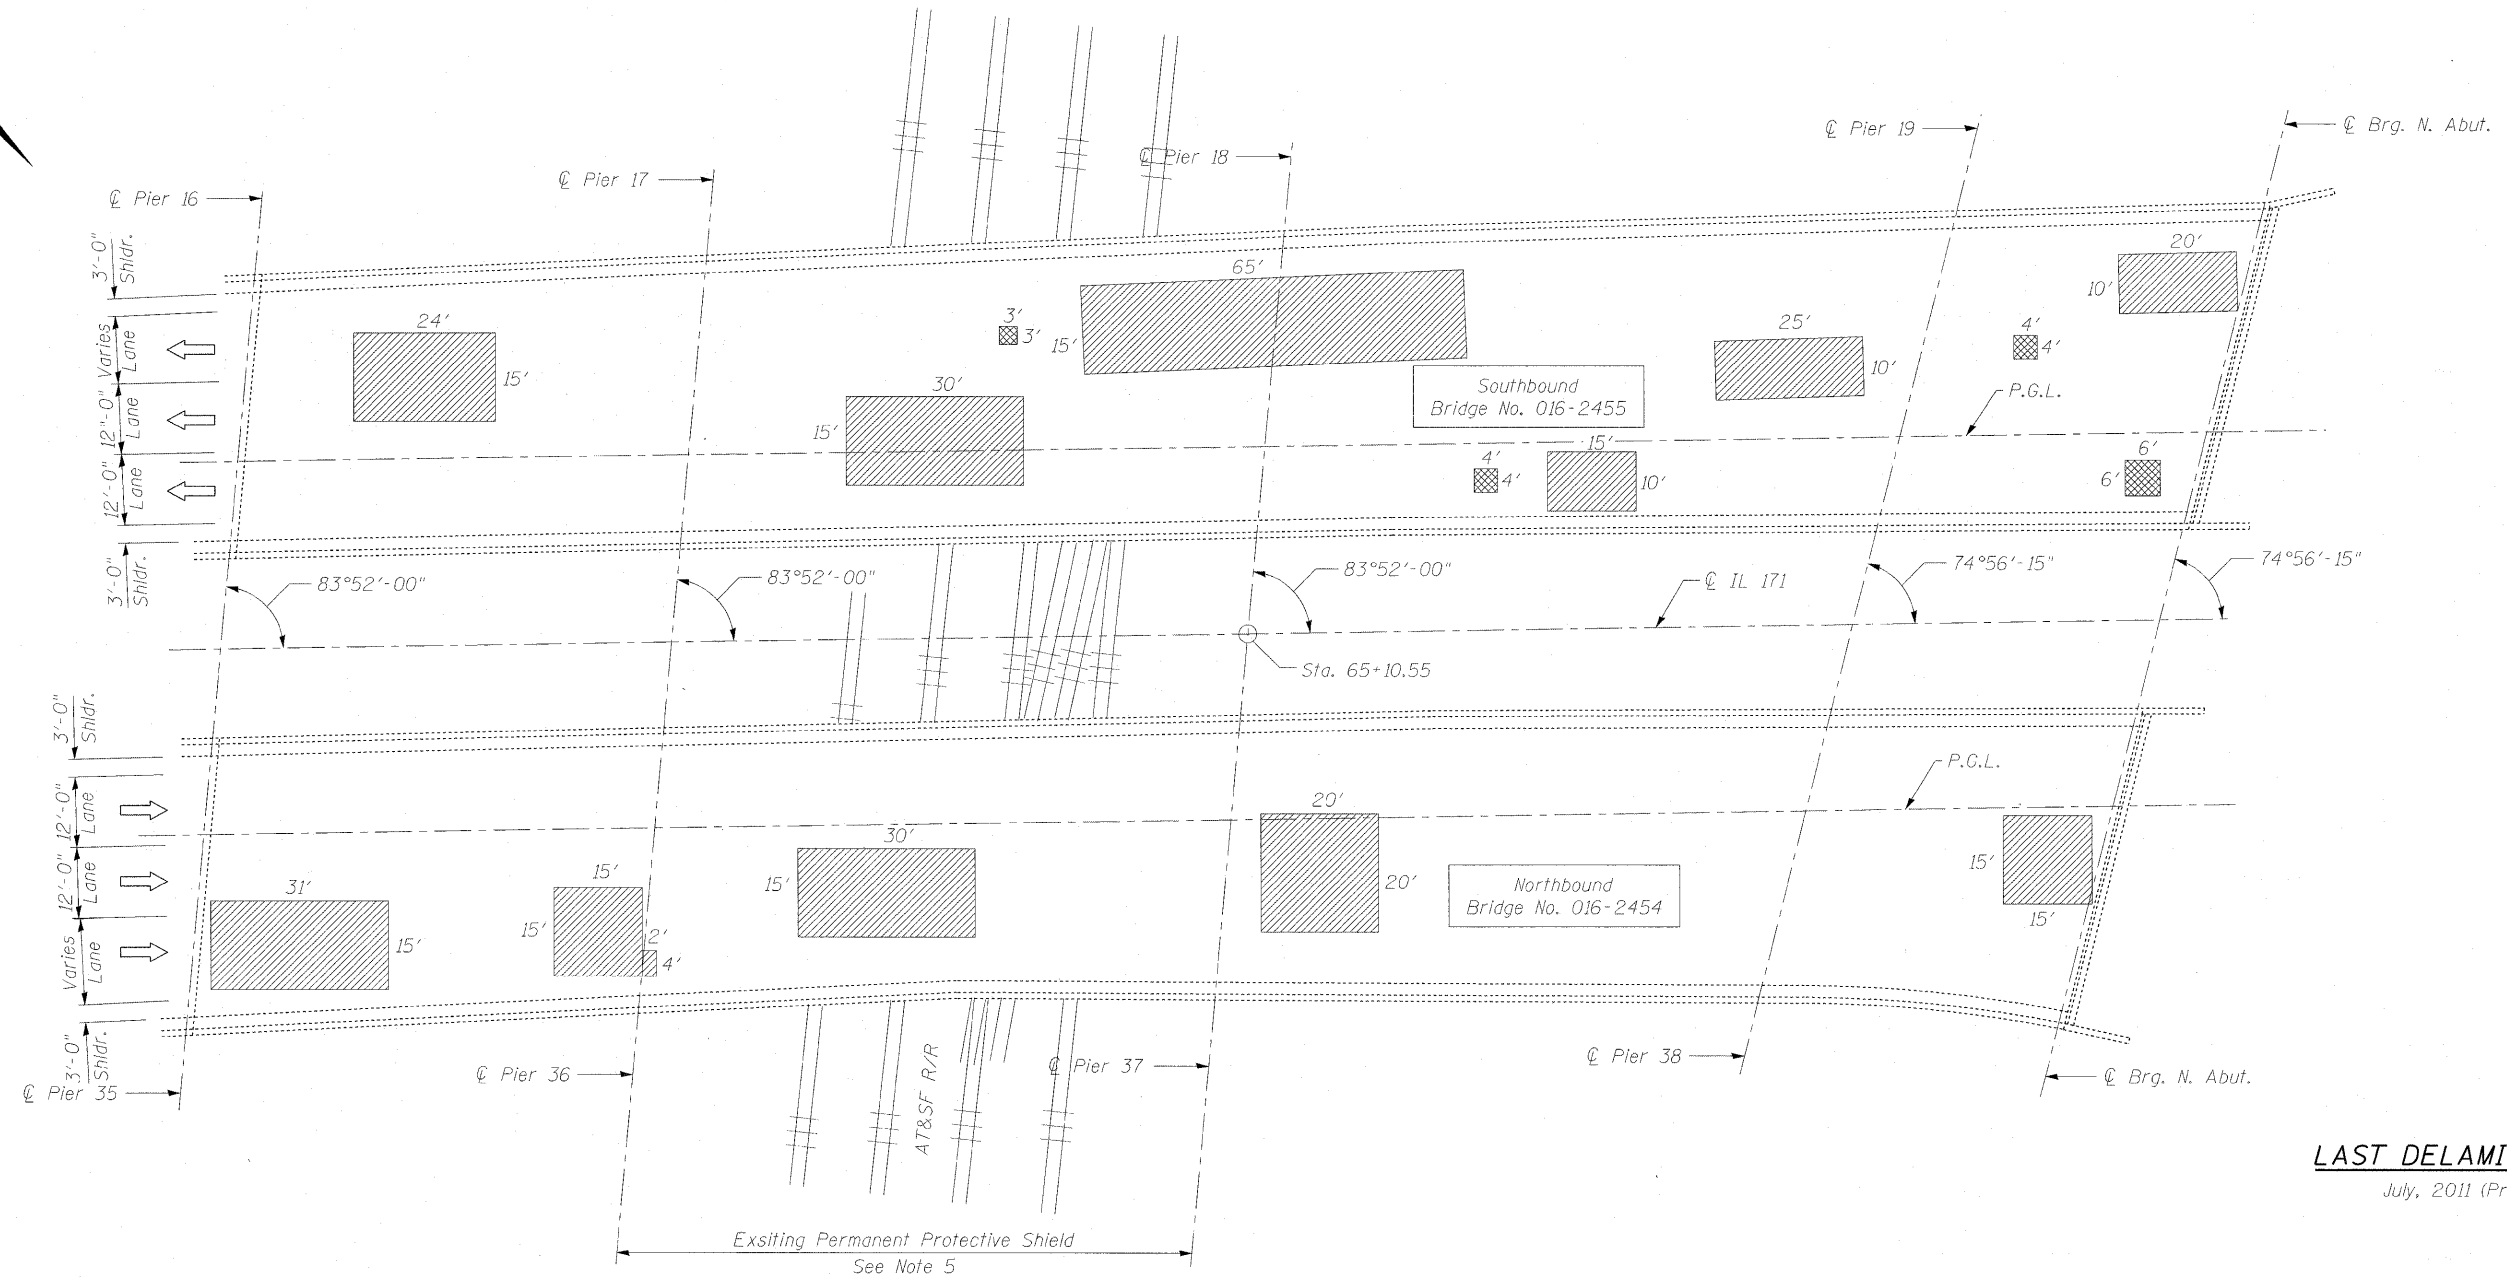 ℄ Pier 16
℄ Pier 17
℄ Pier 18
℄ Pier 19
℄ Brg. N. Abut.
3'-0"
Shldr.
Varies
Lane
12"-0"
Lane
12'-0"
Lane
3'-0"
Shldr.
24'
15'
30'
15'
3'
3'
65'
15'
25'
10'
4'
4'
20'
10'
Southbound
Bridge No. 016-2455
P.G.L.
4'
4'
15'
10'
6'
6'
83°52'-00"
83°52'-00"
83°52'-00"
74°56'-15"
74°56'-15"
℄ IL 171
Sta. 65+10.55
3'-0"
Shldr.
12'-0"
Lane
12'-0"
Lane
Varies
Lane
3'-0"
Shldr.
31'
15'
15'
15'
2'
4'
30'
15'
20'
20'
Northbound
Bridge No. 016-2454
P.G.L.
15'
15'
℄ Pier 35
℄ Pier 36
AT&SF R/R
℄ Pier 37
℄ Pier 38
℄ Brg. N. Abut.
Exsiting Permanent Protective Shield
See Note 5
LAST DELAMI
July, 2011 (Pr